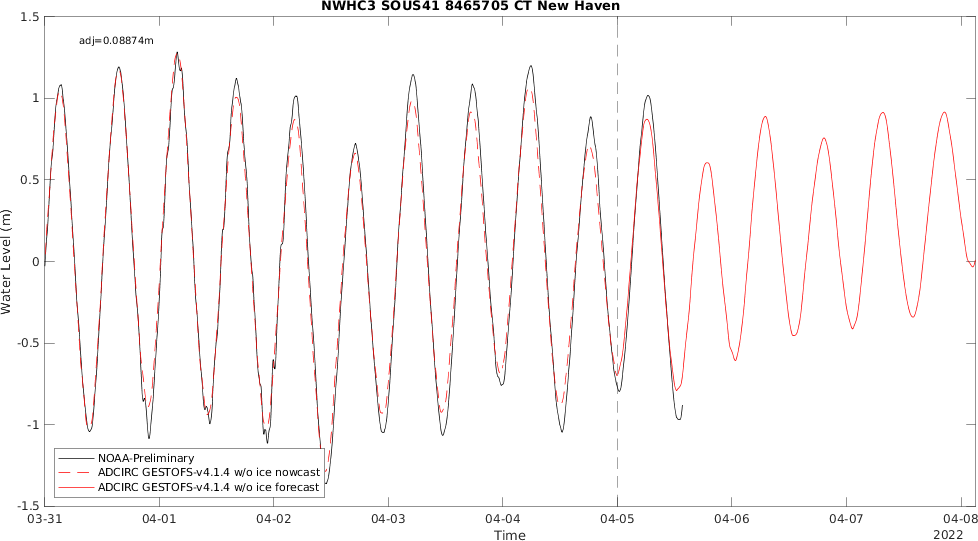 NWHC3 SOUS41 8465705 CT New Haven
1.5
adj=0.08874m
1
0.5
0
-0.5
-1
-1.5
Water Level (m)
NOAA-Preliminary
ADCIRC GESTOFS-v4.1.4 w/o ice nowcast
ADCIRC GESTOFS-v4.1.4 w/o ice forecast
03-31 04-01 04-02 04-03 04-04 04-05 04-06 04-07 04-08
Time
2022